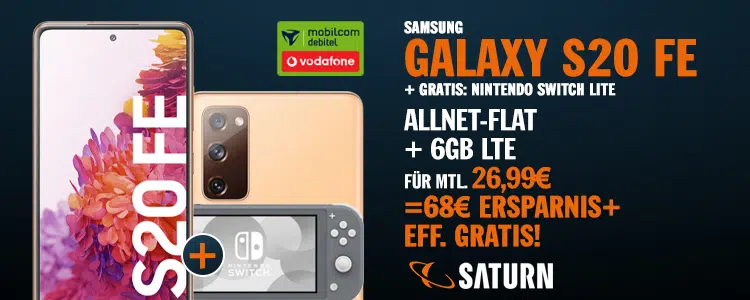 S20 FE
mobilcom
debitel
vodafone
+
NINTENDO
SWITCH
SAMSUNG
GALAXY S20 FE
+ GRATIS: NINTENDO SWITCH LITE
ALLNET-FLAT
+ 6GB LTE
FÜR MTL. 26,99€
=68€ ERSPARNIS+
EFF. GRATIS!
SATURN